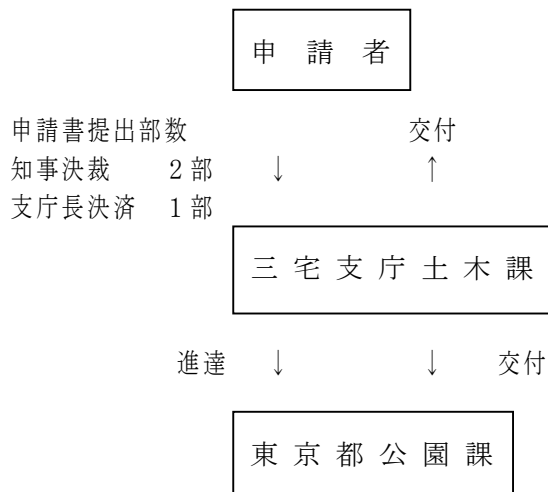 申　請　者
申請書提出部数　　　　　　　交付
知事決裁　　２部　　↓　　　　　↑
支庁長決済　１部
三 宅 支 庁 土 木 課
進達　↓　　　　　↓　　交付
東 京 都 公 園 課